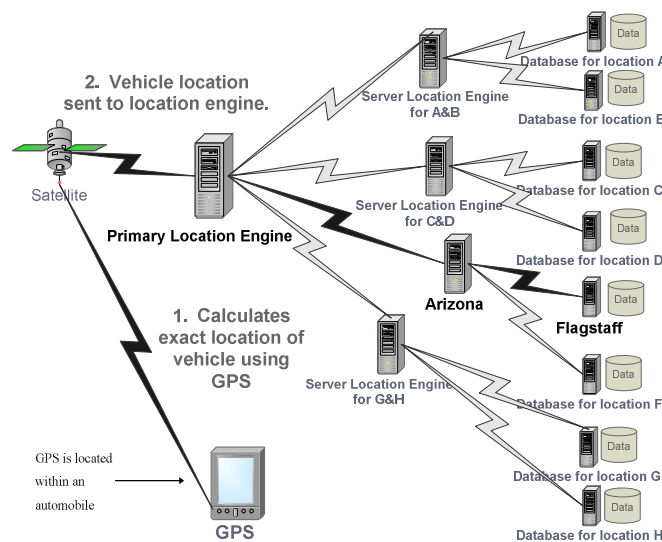 2. Vehicle location
sent to location engine.
Satellite
Primary Location Engine
1. Calculates
exact location of
vehicle using
GPS
GPS is located
within an
automobile
GPS
Server Location Engine
for A&B
Server Location Engine
for C&D
Arizona
Server Location Engine
for G&H
Data
Database for location A
Data
Database for location B
Data
Database for location C
Data
Database for location D
Data
Flagstaff
Data
Database for location F
Data
Database for location G
Data
Database for location H